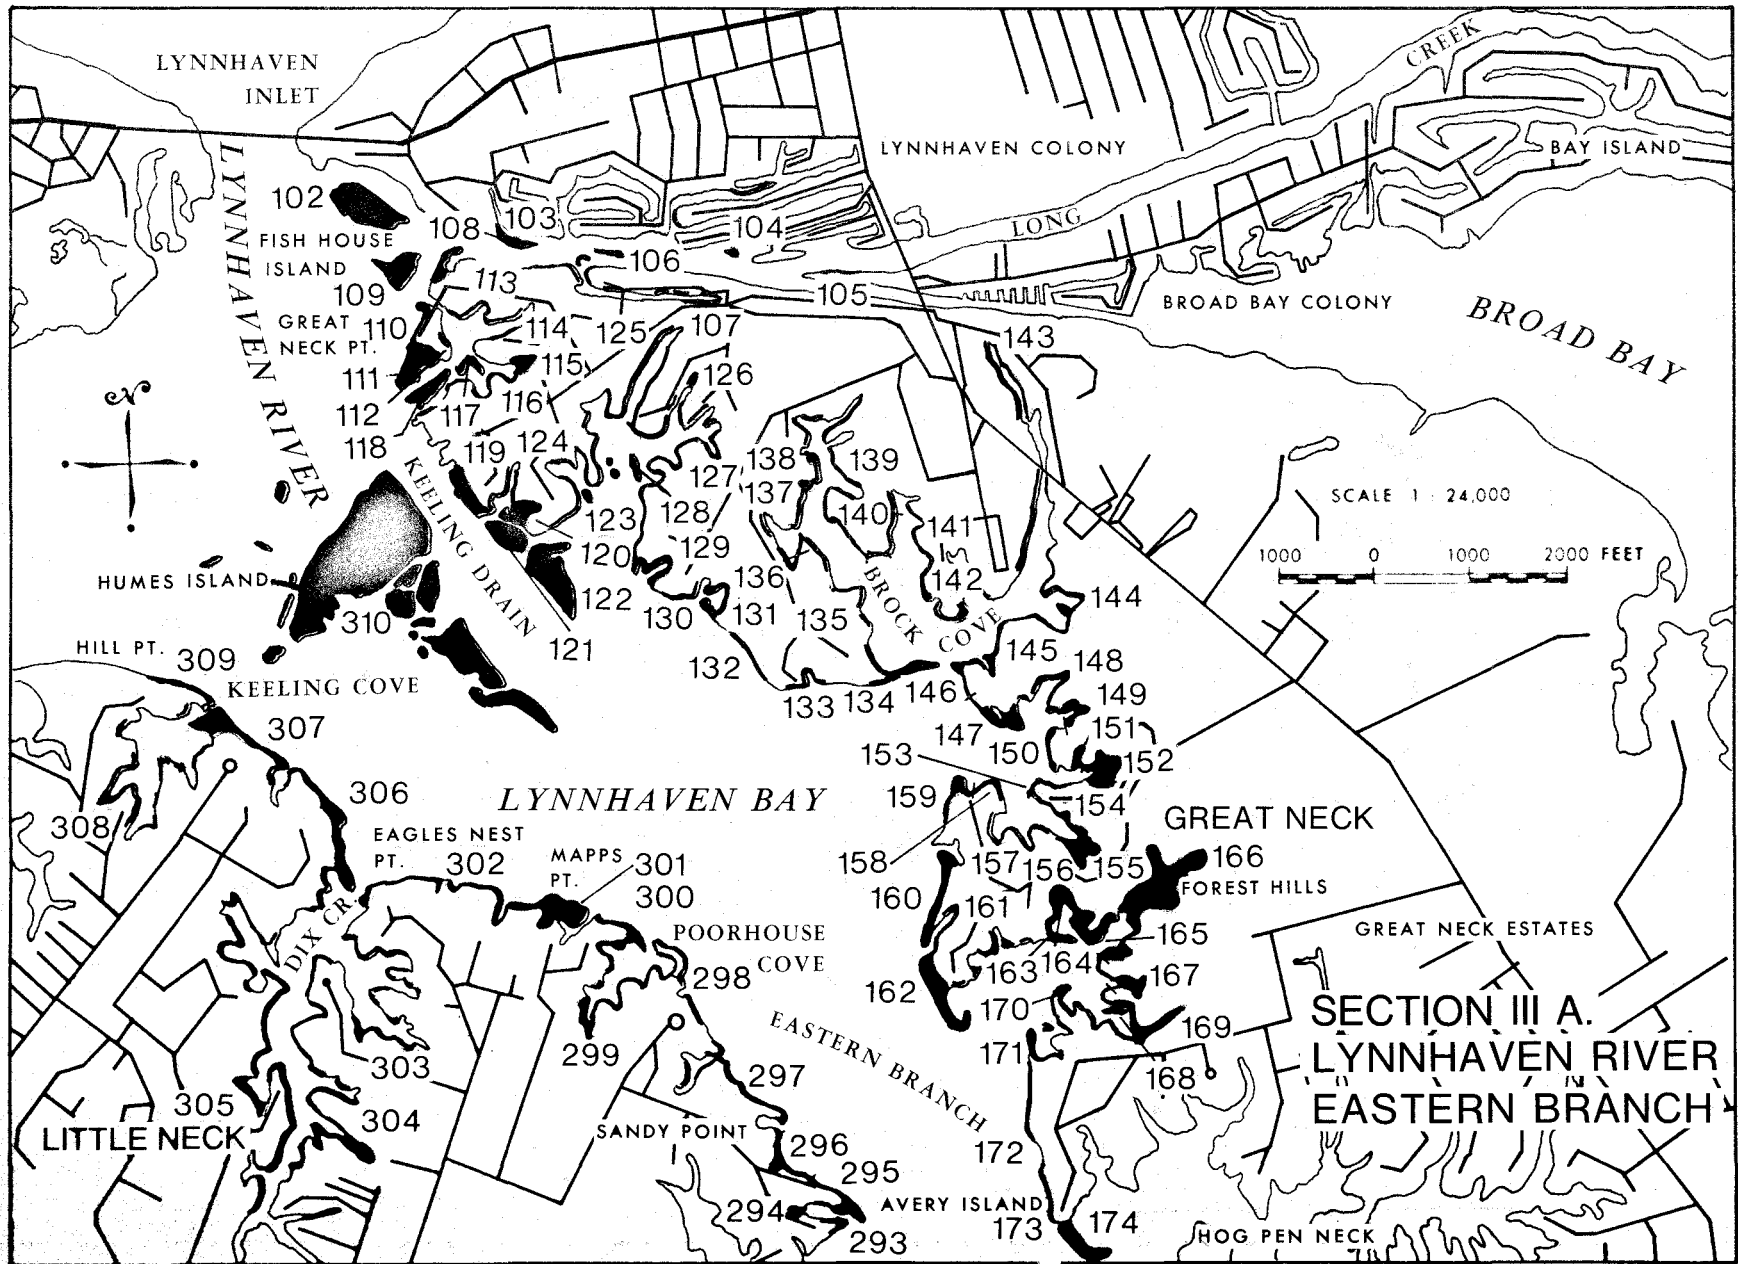 LYNNHAVEN
INLET
CREEK
LYNNHAVEN COLONY
BAY ISLAND
LYNNHAVEN RIVER
102
103
108
104
LONG
FISH HOUSE
ISLAND
106
113
109
105
BROAD BAY COLONY
BROAD BAY
GREAT
NECK PT.
110
114
125
107
143
111
115
126
112
117
116
118
119
124
127
138
139
137
KEELING DRAIN
123
128
140
141
SCALE 1 : 24,000
1000 0 1000 2000 FEET
120
129
HUMES ISLAND
136
142
BROCK COVE
122
130
131
135
144
310
121
145
HILL PT.
309
KEELING COVE
132
133
134
146
148
149
307
147
150
151
153
152
306
LYNNHAVEN BAY
159
154
GREAT NECK
308
EAGLES NEST
PT.
302
MAPPS
PT.
301
300
158
157
156
155
166
FOREST HILLS
160
161
DIX CR.
POORHOUSE
COVE
165
GREAT NECK ESTATES
298
162
163
164
167
170
SECTION III A.
LYNNHAVEN RIVER
EASTERN BRANCH
EASTERN BRANCH
169
299
171
303
297
168
305
304
LITTLE NECK
SANDY POINT
296
172
295
294
AVERY ISLAND
173
174
293
HOG PEN NECK